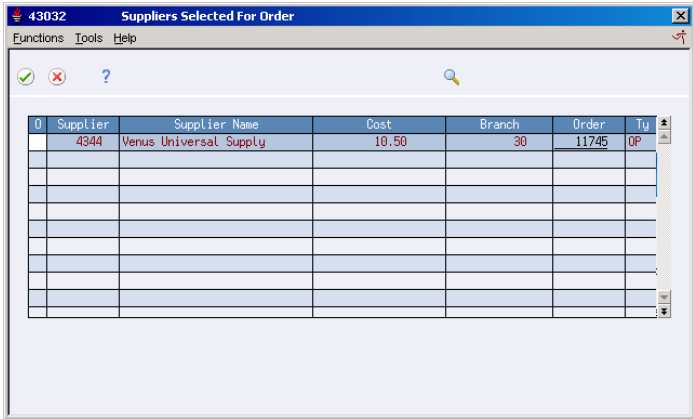 43032 Suppliers Selected For Order
Functions Tools Help
?
O Supplier Supplier Name Cost Branch Order Ty
4344 Venus Universal Supply 10.50 30 11745 OP